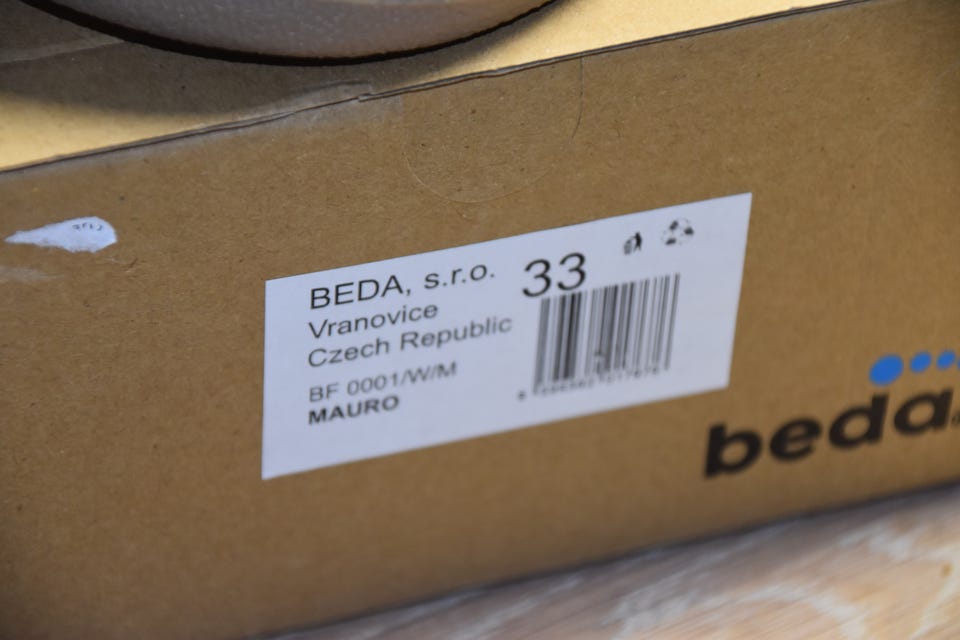 BEDA, s.r.o.
33
Vranovice
Czech Republic
BF 0001/W/M
MAURO
beda